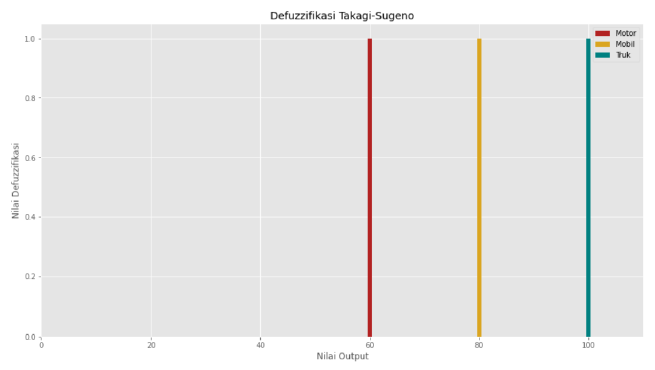 Defuzzifikasi Takagi-Sugeno
Motor
Mobil
Truk
Nilai Defuzzifikasi
1.0
0.8
0.6
0.4
0.2
0.0
0
20
40
60
80
100
Nilai Output